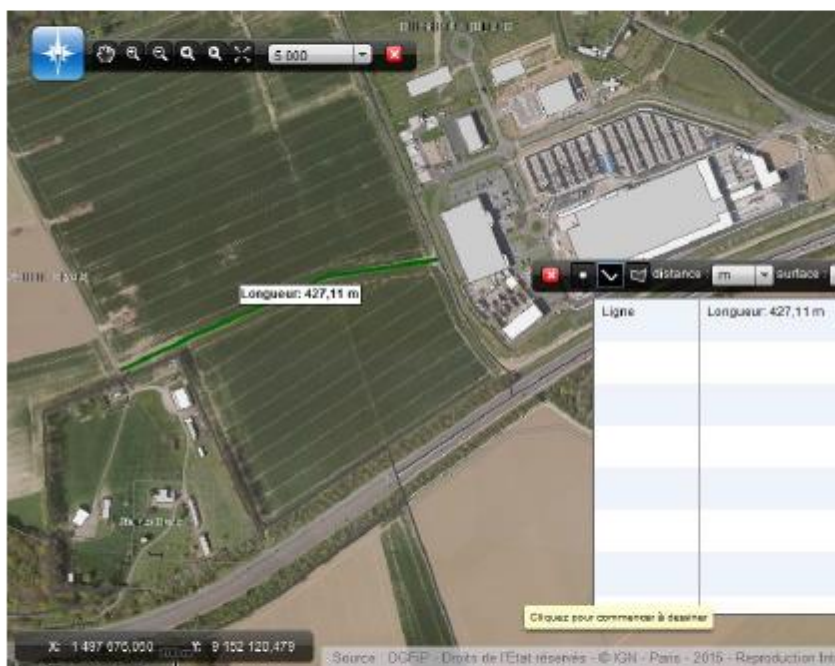 5 000
Longueur: 427,11 m
distance : m surface :
Ligne Longueur: 427,11 m
Cliquez pour commencer à dessiner
X: 1 497 676,050 Y: 9 152 120,479
Source : DGFiP - Droits de l'Etat réservés - © IGN - Paris - 2015 - Reproduction